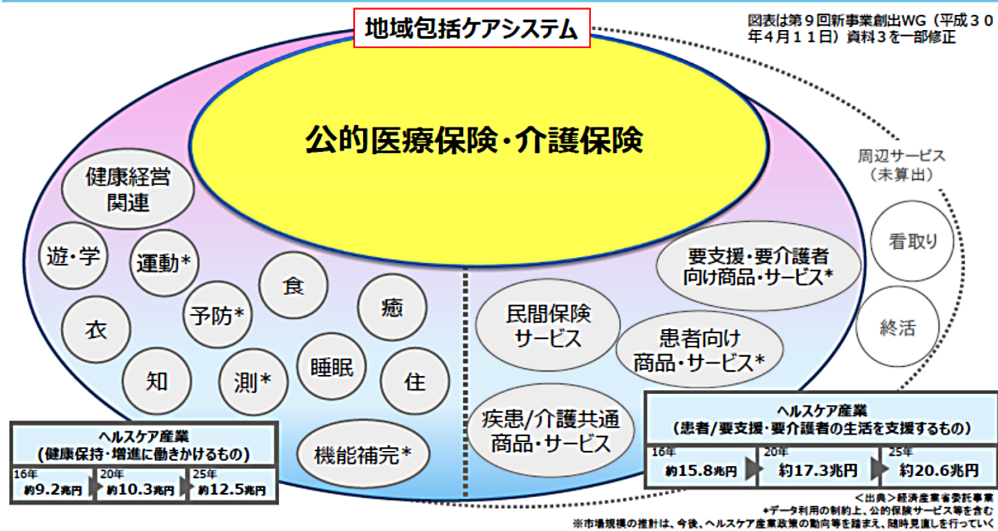 地域包括ケアシステム
図表は第９回新事業創出WG（平成３０
年４月１１日）資料３を一部修正
公的医療保険・介護保険
周辺サービス
（未算出）
健康経営
関連
遊・学
運動*
食
癒
衣
予防*
知
測*
睡眠
住
機能補完*
要支援・要介護者
向け商品・サービス*
民間保険
サービス
患者向け
商品・サービス*
疾患/介護共通
商品・サービス
看取り
終活
ヘルスケア産業
(健康保持・増進に働きかけるもの)
16年
約9.2兆円
20年
約10.3兆円
25年
約12.5兆円
ヘルスケア産業
(患者/要支援・要介護者の生活を支援するもの)
16年
約15.8兆円
20年
約17.3兆円
25年
約20.6兆円
＜出典＞経済産業省委託事業
*データ利用の制約上、公的保険サービス等を含む
※市場規模の推計は、今後、ヘルスケア産業政策の動向等を踏まえ、随時見直しを行っていく